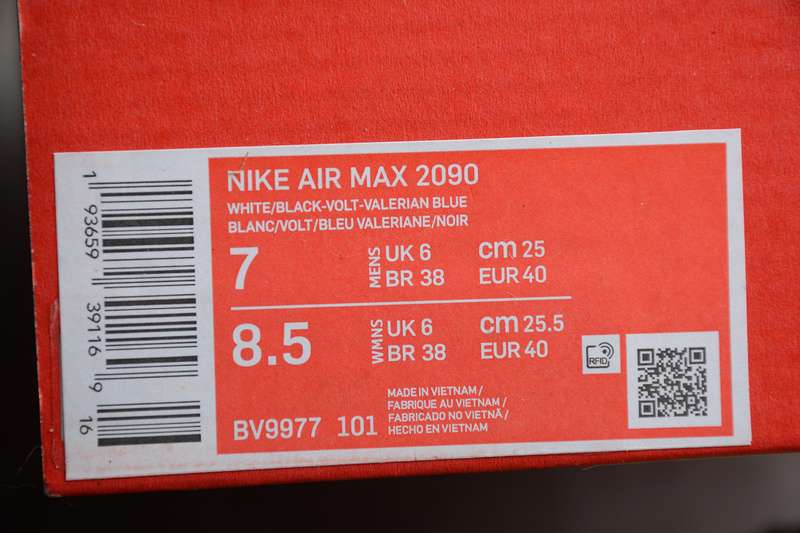 NIKE AIR MAX 2090
WHITE/BLACK-VOLT-VALERIAN BLUE
BLANC/VOLT/BLEU VALERIANE/NOIR
7 MENS UK 6 cm 25
BR 38 EUR 40
8.5 WMNS UK 6 cm 25.5
BR 38 EUR 40
BV9977 101
MADE IN VIETNAM /
FABRIQUE AU VIETNAM /
FABRICADO NO VIETNÃ /
HECHO EN VIETNAM
RFID
1 93659 39116 9 16